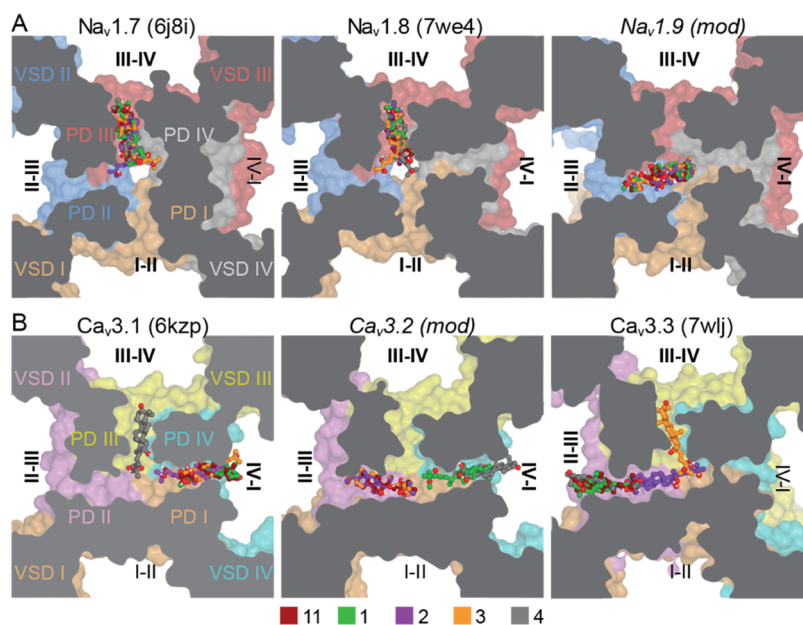 A Nav1.7 (6j8i) Nav1.8 (7we4) Nav1.9 (mod)
III-IV III-IV III-IV
VSD II VSD III
PD III PD IV
II-III IV-I II-III IV-I II-III IV-I
PD II PD I
VSD I I-II VSD IV I-II I-II
B Cav3.1 (6kzp) Cav3.2 (mod) Cav3.3 (7wlj)
III-IV III-IV III-IV
VSD II VSD III
PD III PD IV
II-III IV-I II-III IV-I II-III IV-I
PD II PD I
VSD I I-II VSD IV I-II I-II
11 1 2 3 4